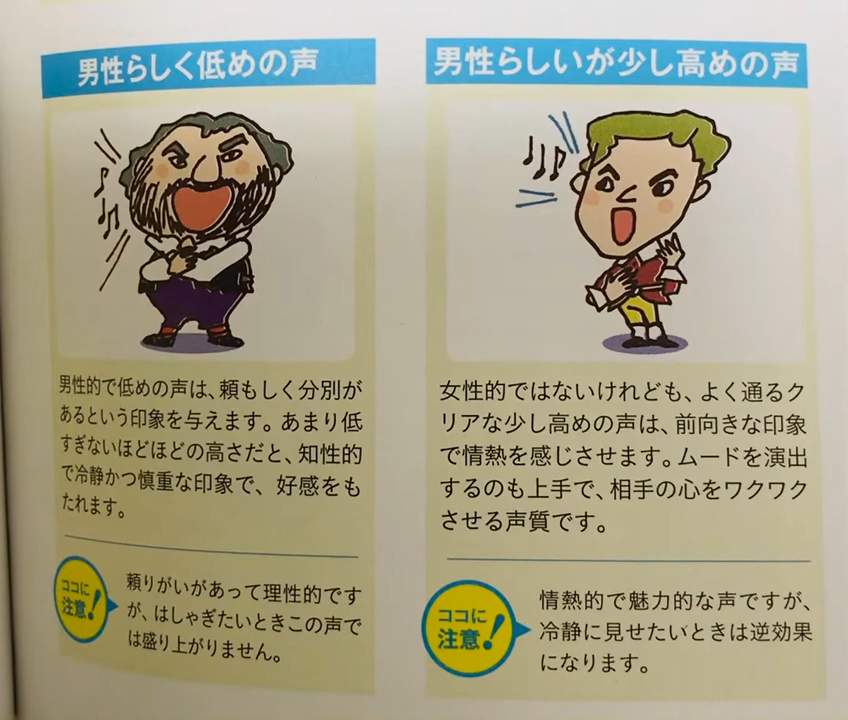 男性らしく低めの声
男性的で低めの声は、頼もしく分別が
あるという印象を与えます。あまり低
すぎないほどほどの高さだと、知性的
で冷静かつ慎重な印象で、好感をも
たれます。
ココに
注意!
頼りがいがあって理性的です
が、はしゃぎたいときこの声で
は盛り上がりません。
男性らしいが少し高めの声
女性的ではないけれども、よく通るク
リアな少し高めの声は、前向きな印象
で情熱を感じさせます。ムードを演出
するのも上手で、相手の心をワクワク
させる声質です。
ココに
注意!
情熱的で魅力的な声ですが、
冷静に見せたいときは逆効果
になります。